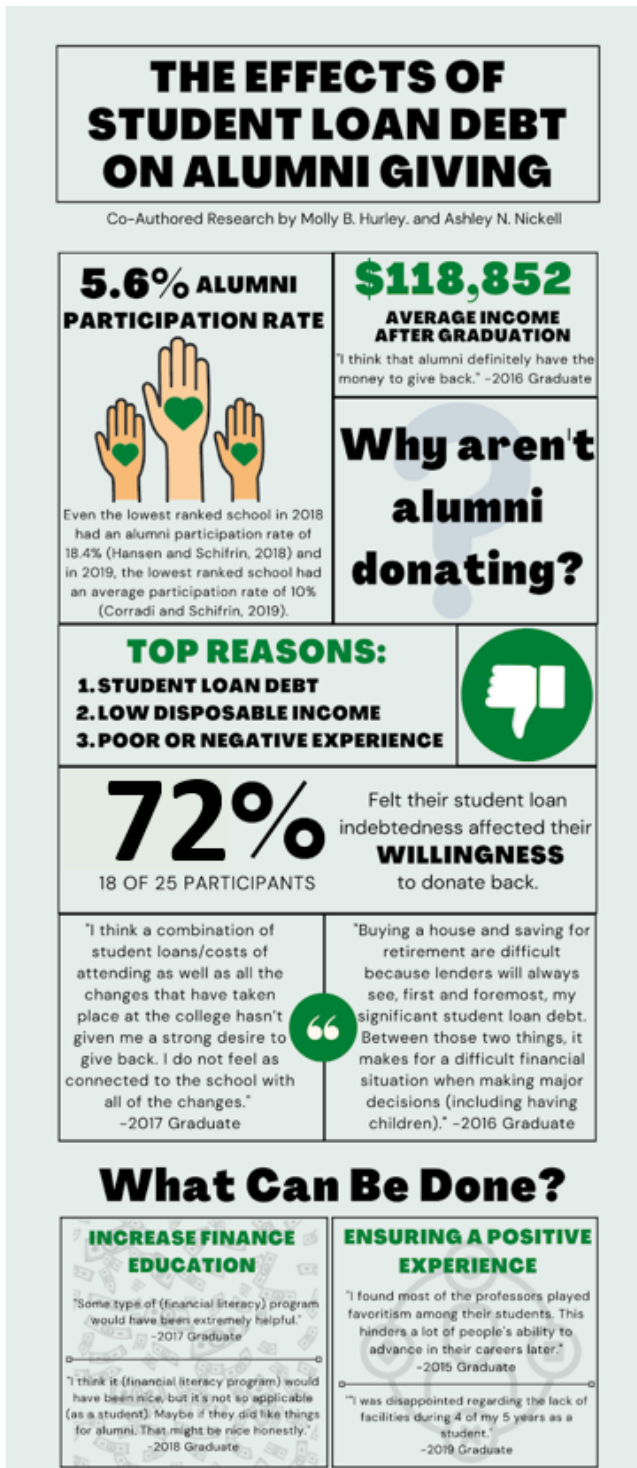 THE EFFECTS OF
STUDENT LOAN DEBT
ON ALUMNI GIVING
Co-Authored Research by Molly B. Hurley. and Ashley N. Nickell
5.6% ALUMNI
PARTICIPATION RATE
Even the lowest ranked school in 2018
had an alumni participation rate of
18.4% (Hansen and Schifrin, 2018) and
in 2019, the lowest ranked school had
an average participation rate of 10%
(Corradi and Schifrin, 2019).
$118,852
AVERAGE INCOME
AFTER GRADUATION
"I think that alumni definitely have the
money to give back." -2016 Graduate
Why aren't
alumni
donating?
TOP REASONS:
1. STUDENT LOAN DEBT
2. LOW DISPOSABLE INCOME
3. POOR OR NEGATIVE EXPERIENCE
72%
18 OF 25 PARTICIPANTS
Felt their student loan
indebtedness affected their
WILLINGNESS
to donate back.
"I think a combination of
student loans/costs of
attending as well as all the
changes that have taken
place at the college hasn't
given me a strong desire to
give back. I do not feel as
connected to the school with
all of the changes."
-2017 Graduate
"Buying a house and saving for
retirement are difficult
because lenders will always
see, first and foremost, my
significant student loan debt.
Between those two things, it
makes for a difficult financial
situation when making major
decisions (including having
children)." -2016 Graduate
What Can Be Done?
INCREASE FINANCE
EDUCATION
"Some type of (financial literacy) program
would have been extremely helpful."
-2017 Graduate
"I think it (financial literacy program) would
have been nice, but it's not so applicable
(as a student). Maybe if they did like things
for alumni. That might be nice honestly."
-2018 Graduate
ENSURING A POSITIVE
EXPERIENCE
"I found most of the professors played
favoritism among their students. This
hinders a lot of people's ability to
advance in their careers later."
-2015 Graduate
""I was disappointed regarding the lack of
facilities during 4 of my 5 years as a
student."
-2019 Graduate